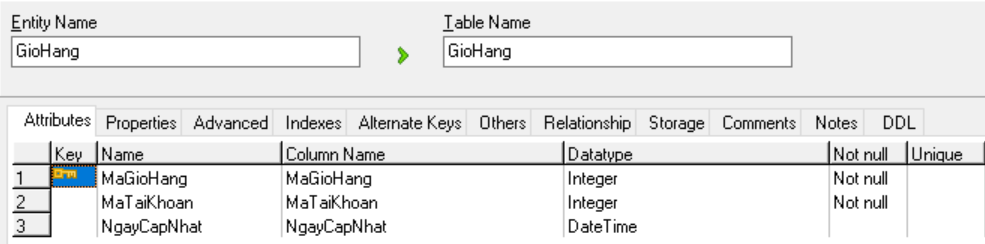 Entity Name Table Name
GioHang GioHang
Attributes Properties Advanced Indexes Alternate Keys Others Relationship Storage Comments Notes DDL
Key Name Column Name Datatype Not null Unique
1 MaGioHang MaGioHang Integer Not null
2 MaTaiKhoan MaTaiKhoan Integer Not null
3 NgayCapNhat NgayCapNhat DateTime